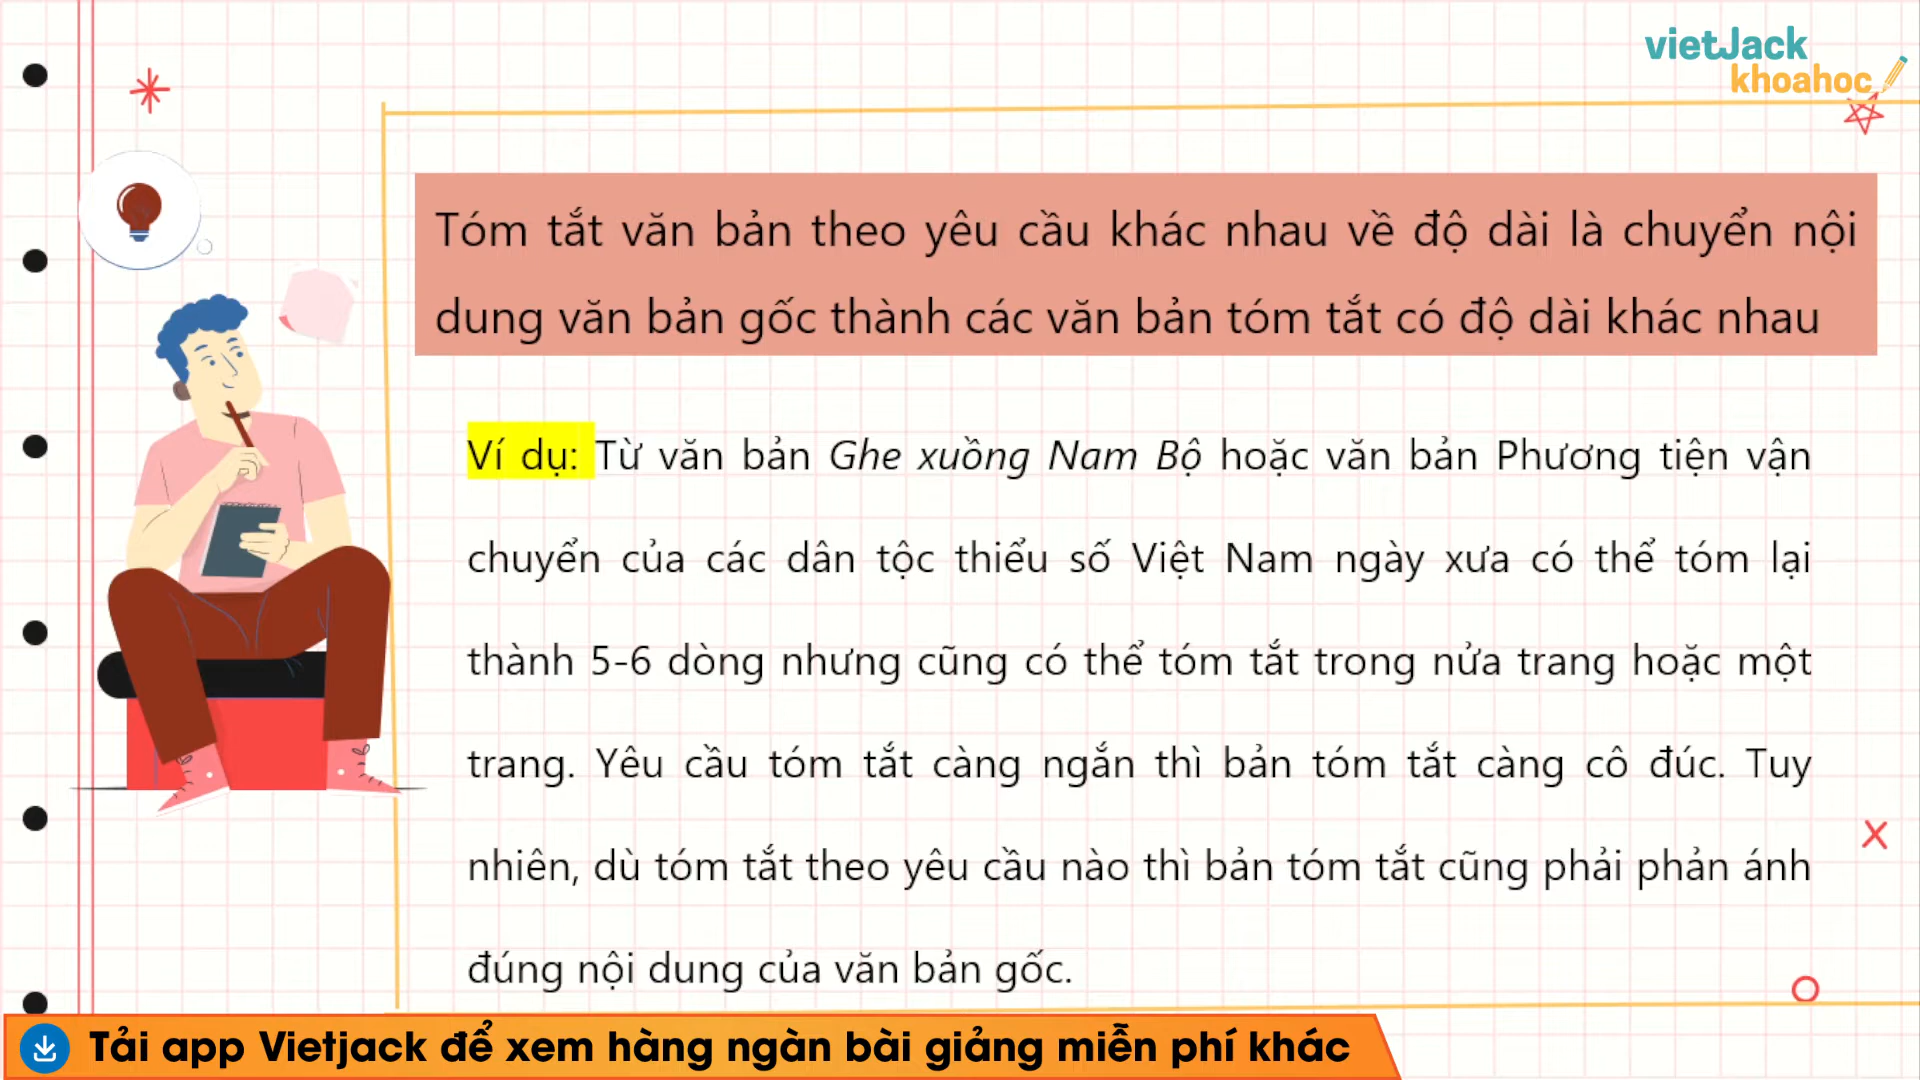 vietJack
khoahoc
Tóm tắt văn bản theo yêu cầu khác nhau về độ dài là chuyển nội
dung văn bản gốc thành các văn bản tóm tắt có độ dài khác nhau
Ví dụ: Từ văn bản Ghe xuồng Nam Bộ hoặc văn bản Phương tiện vận
chuyển của các dân tộc thiểu số Việt Nam ngày xưa có thể tóm lại
thành 5-6 dòng nhưng cũng có thể tóm tắt trong nửa trang hoặc một
trang. Yêu cầu tóm tắt càng ngắn thì bản tóm tắt càng cô đúc. Tuy
nhiên, dù tóm tắt theo yêu cầu nào thì bản tóm tắt cũng phải phản ánh
đúng nội dung của văn bản gốc.
Tải app Vietjack để xem hàng ngàn bài giảng miễn phí khác